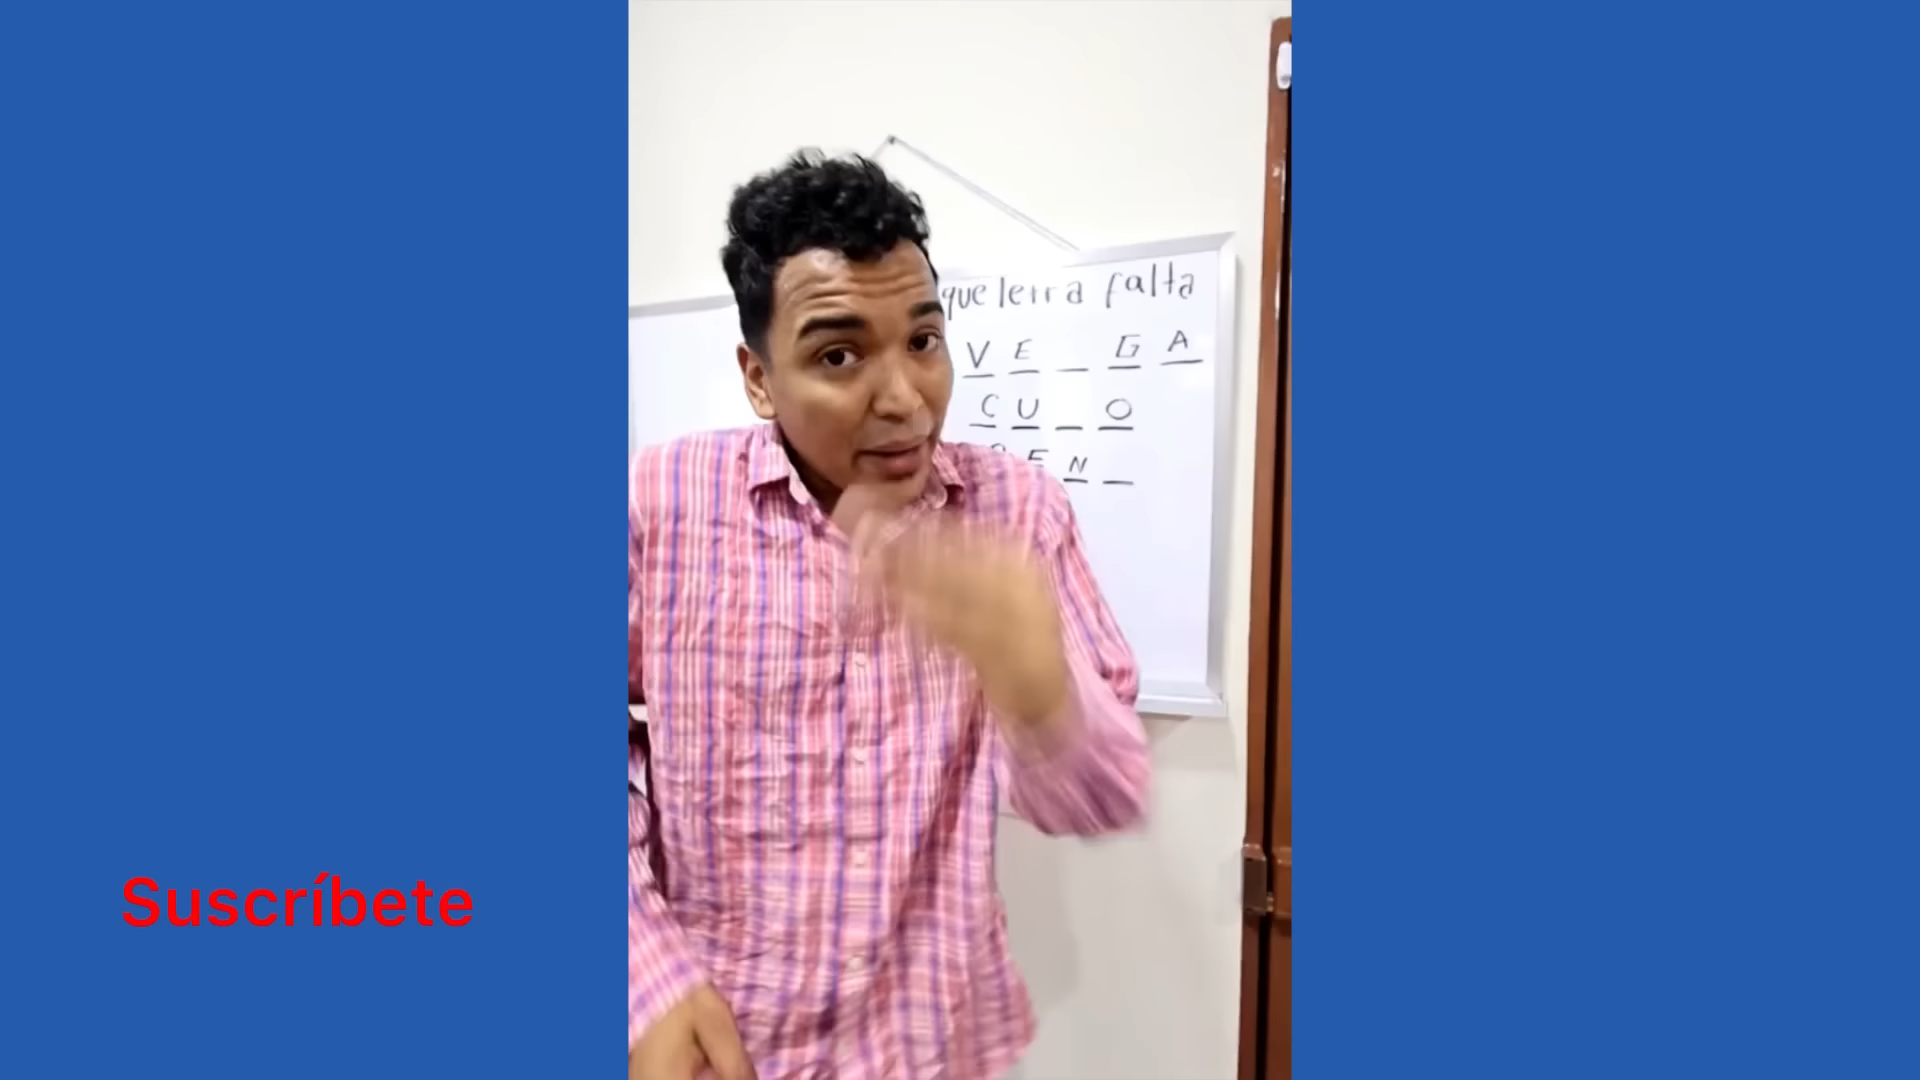 que letra falta
V E _ G A
C U _ O
E N _
Suscríbete